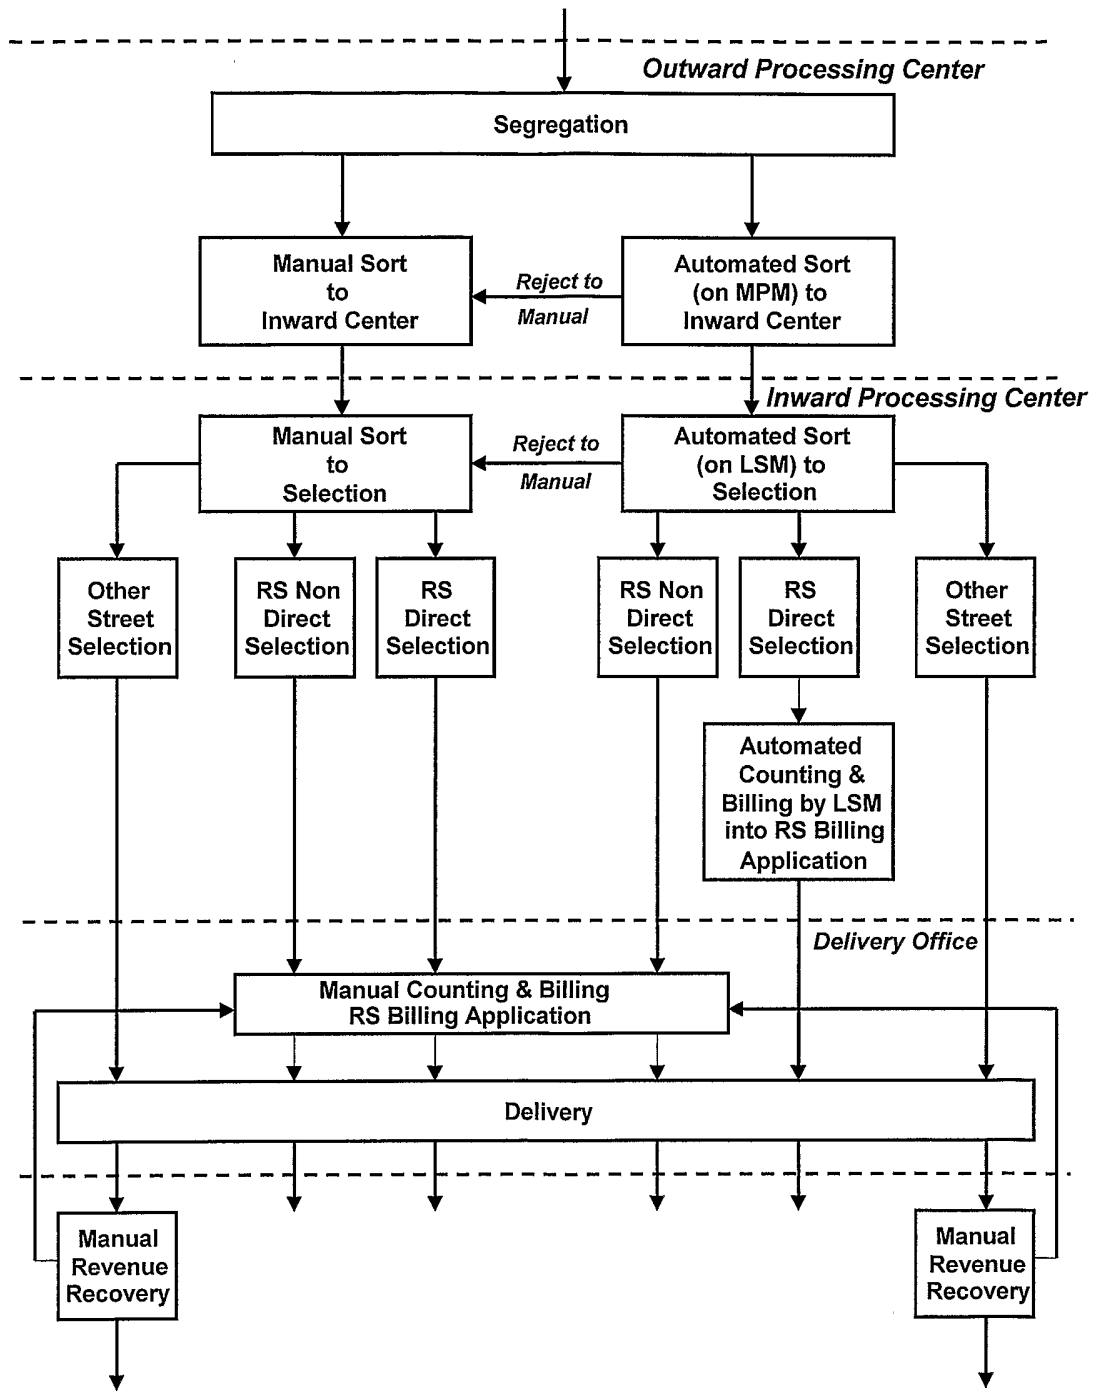 Outward Processing Center
Segregation
Manual Sort
to
Inward Center
Reject to
Manual
Automated Sort
(on MPM) to
Inward Center
Inward Processing Center
Manual Sort
to
Selection
Reject to
Manual
Automated Sort
(on LSM) to
Selection
Other
Street
Selection
RS Non
Direct
Selection
RS
Direct
Selection
RS Non
Direct
Selection
RS
Direct
Selection
Other
Street
Selection
Automated
Counting &
Billing by LSM
into RS Billing
Application
Delivery Office
Manual Counting & Billing
RS Billing Application
Delivery
Manual
Revenue
Recovery
Manual
Revenue
Recovery